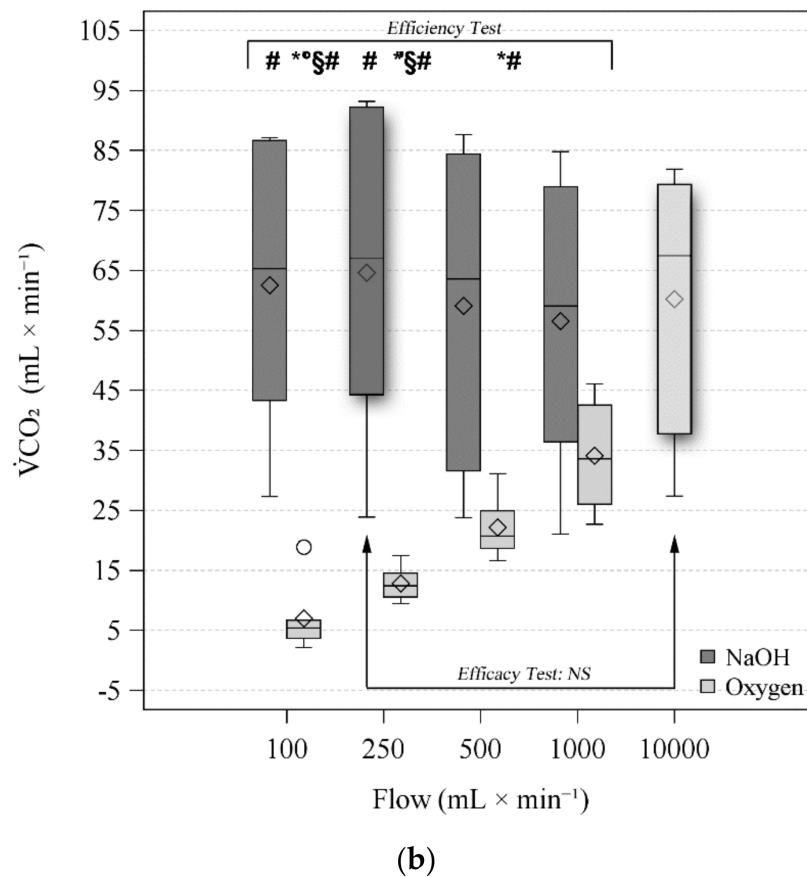 Efficiency Test
# *°§# # *°§# *#
105
95
85
75
65
55
45
35
25
15
5
-5
V̇CO₂ (mL × min⁻¹)
Efficacy Test: NS
NaOH
Oxygen
100 250 500 1000 10000
Flow (mL × min⁻¹)
(b)